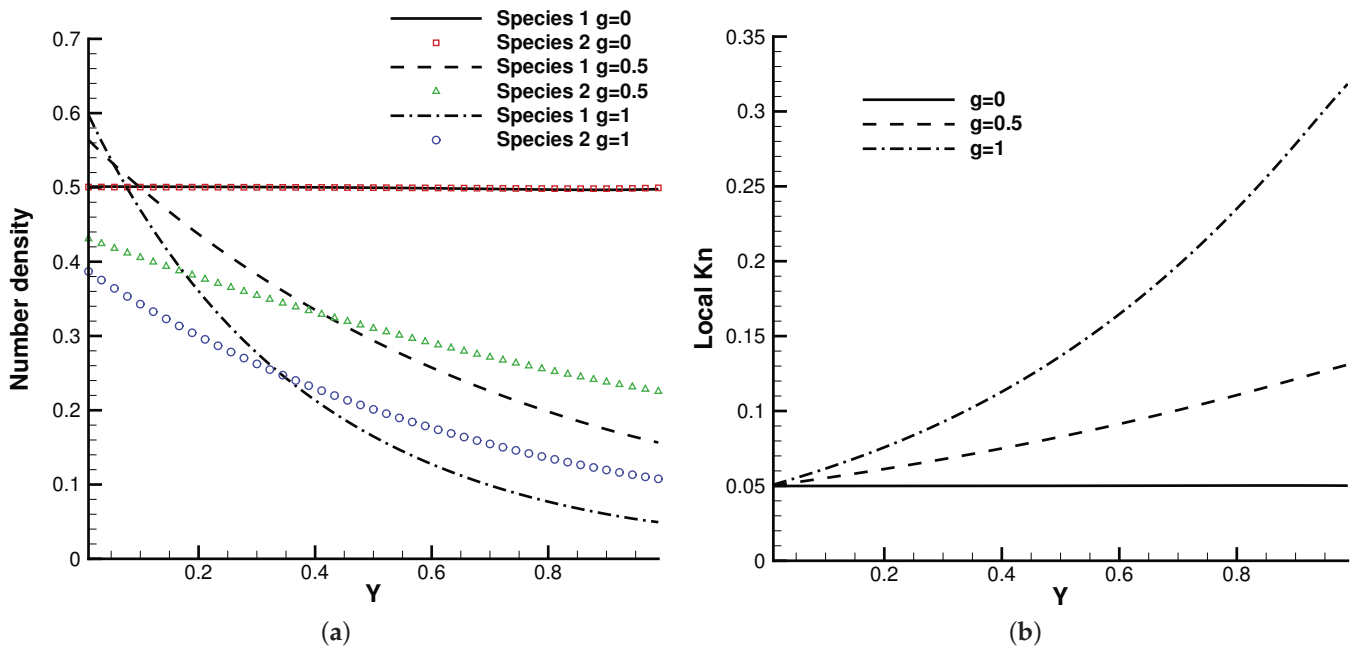 Species 1 g=0
Species 2 g=0
Species 1 g=0.5
Species 2 g=0.5
Species 1 g=1
Species 2 g=1
0.7
0.6
0.5
0.4
0.3
0.2
0.1
0
Number density
0.2 0.4 0.6 0.8
Y
(a)
g=0
g=0.5
g=1
0.35
0.3
0.25
0.2
0.15
0.1
0.05
0
Local Kn
0.2 0.4 0.6 0.8
Y
(b)